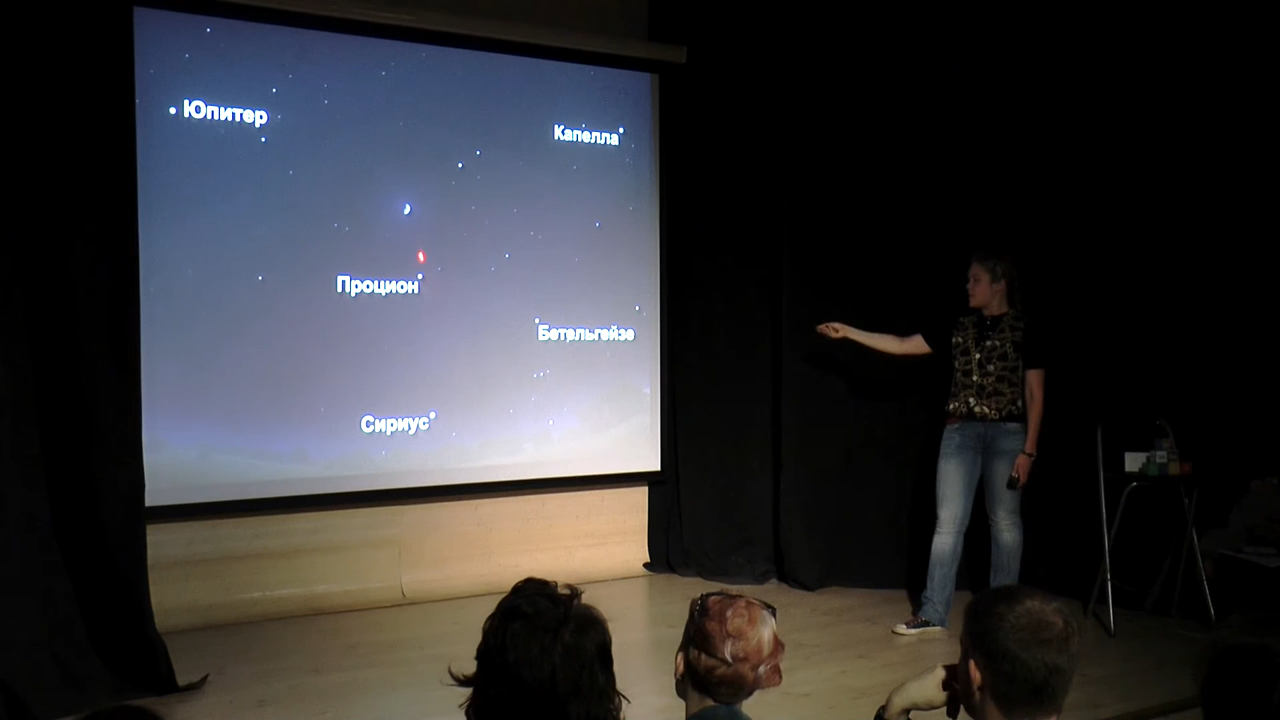 Юпитер
Капелла
Процион
Бетельгейзе
Сириус